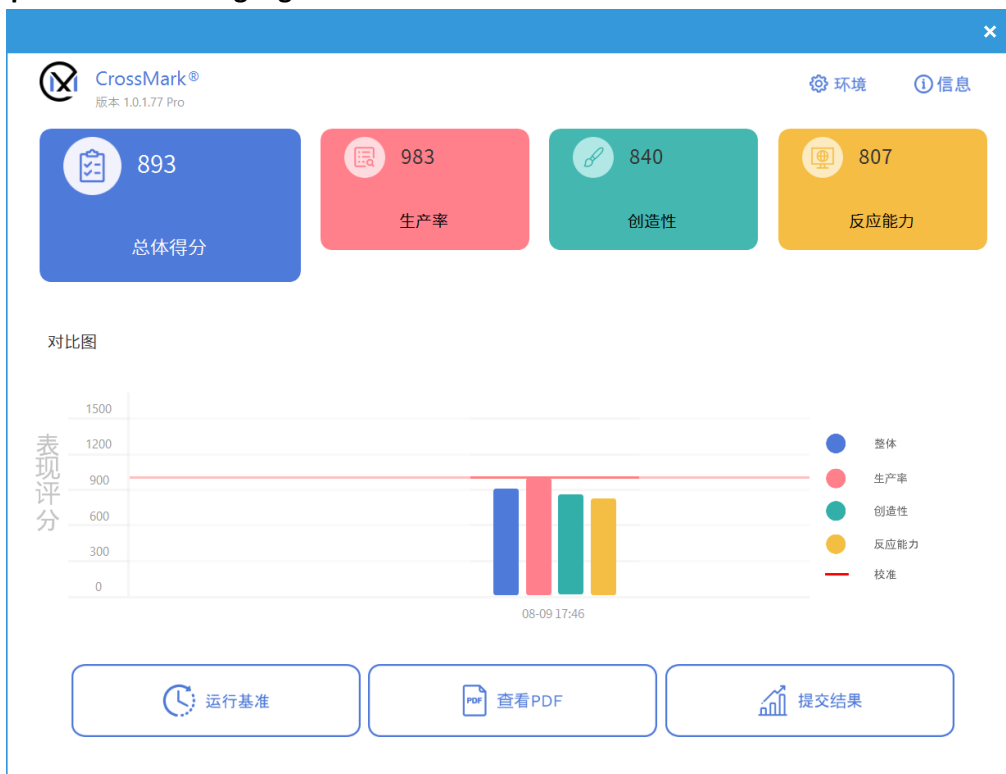 CrossMark®
版本 1.0.1.77 Pro
环境
信息
893
总体得分
983
生产率
840
创造性
807
反应能力
对比图
表现评分
1500
1200
900
600
300
0
08-09 17:46
整体
生产率
创造性
反应能力
校准
运行基准
PDF
查看PDF
提交结果